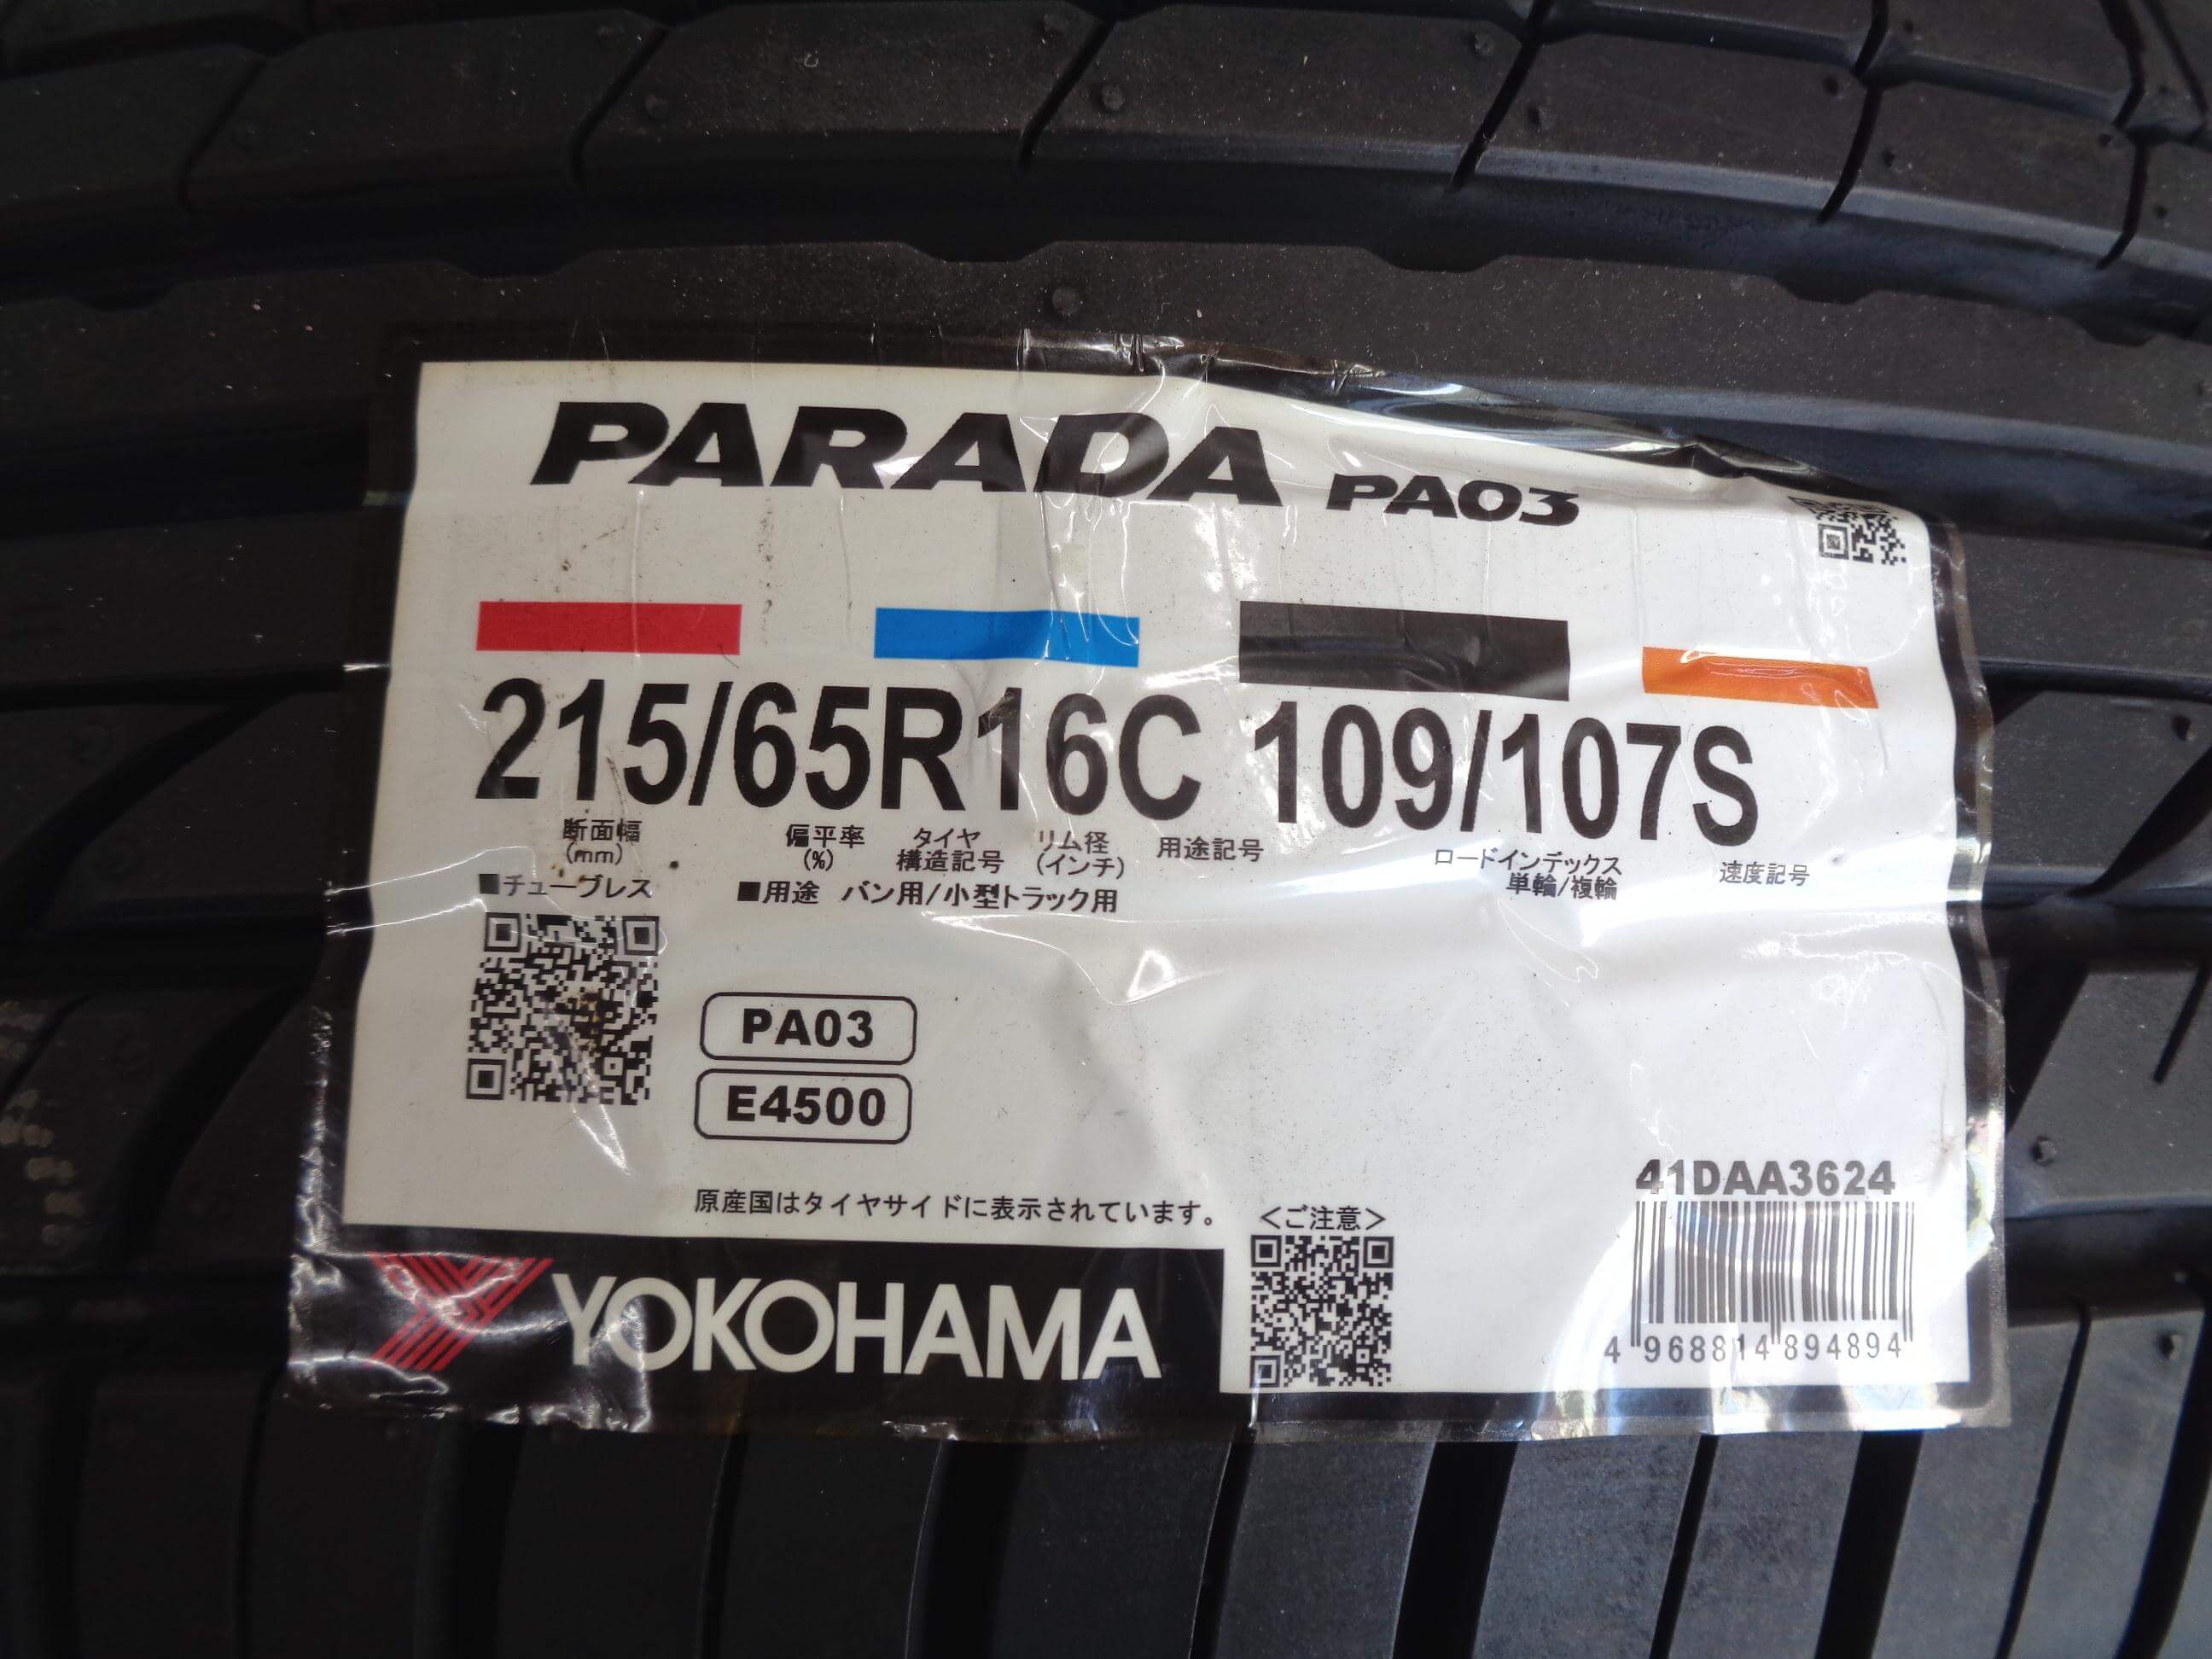 PARADA PA03
215/65R16C 109/107S
断面幅 (mm)
偏平率 (%)
タイヤ 構造記号
リム径 (インチ)
用途記号
ロードインデックス 単輪/複輪
速度記号
■チューブレス ■用途 バン用/小型トラック用
PA03
E4500
41DAA3624
原産国はタイヤサイドに表示されています。
<ご注意>
YOKOHAMA
4 968814 894894